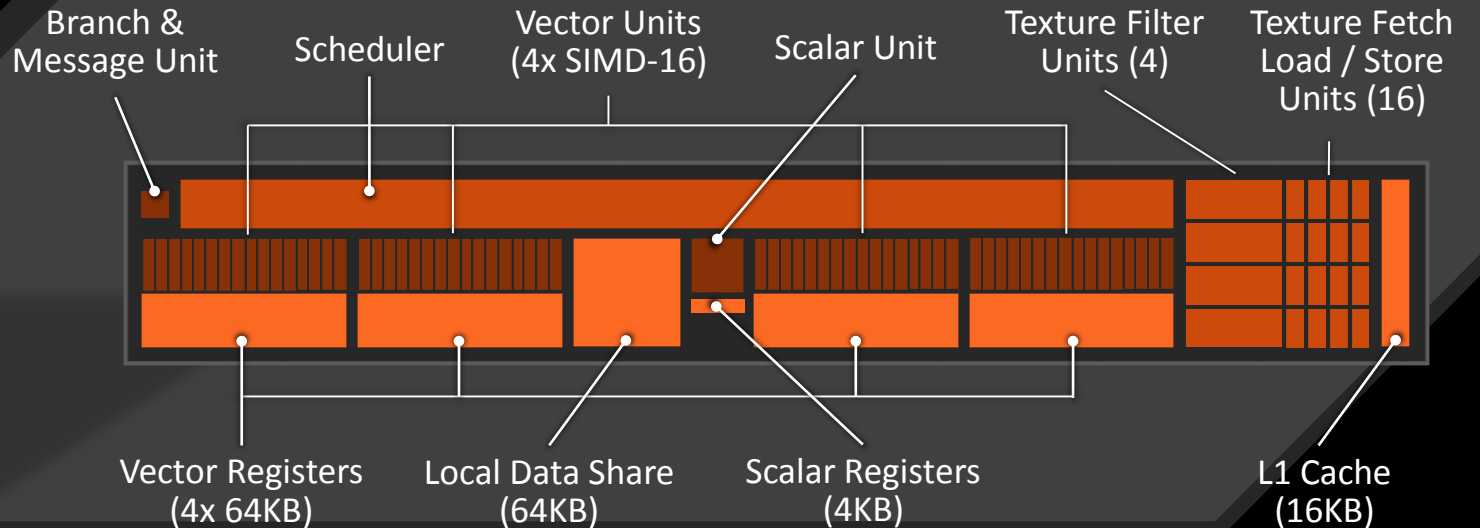 Branch &
Message Unit
Scheduler
Vector Units
(4x SIMD-16)
Scalar Unit
Texture Filter
Units (4)
Texture Fetch
Load / Store
Units (16)
Vector Registers
(4x 64KB)
Local Data Share
(64KB)
Scalar Registers
(4KB)
L1 Cache
(16KB)